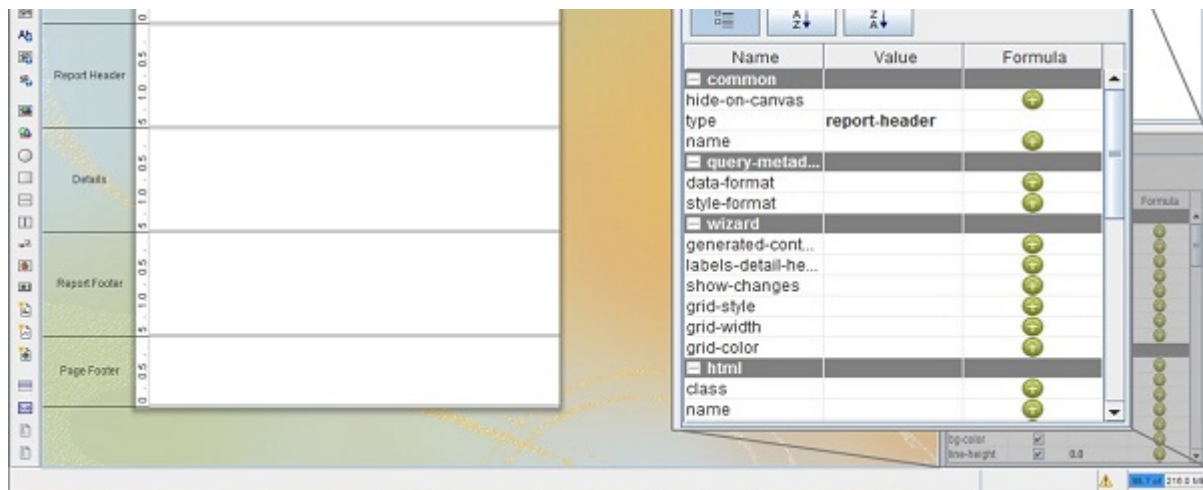 Name Value Formula
common
Report Header
hide-on-canvas
type report-header
name
query-metad...
Details
data-format
style-format
Formula
wizard
generated-cont...
labels-detail-he...
Report Footer
show-changes
grid-style
grid-width
grid-color
html
Page Footer
class
name
bg-color
line-height 0.0